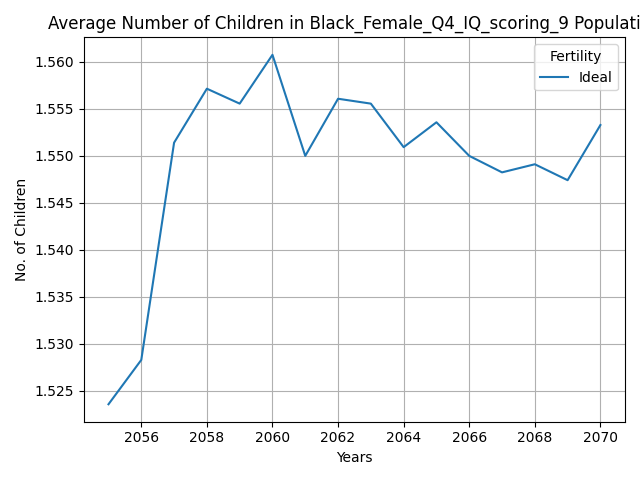 Average Number of Children in Black_Female_Q4_IQ_scoring_9 Populati
Fertility
Ideal
1.560
1.555
1.550
1.545
1.540
1.535
1.530
1.525
No. of Children
2056 2058 2060 2062 2064 2066 2068 2070
Years